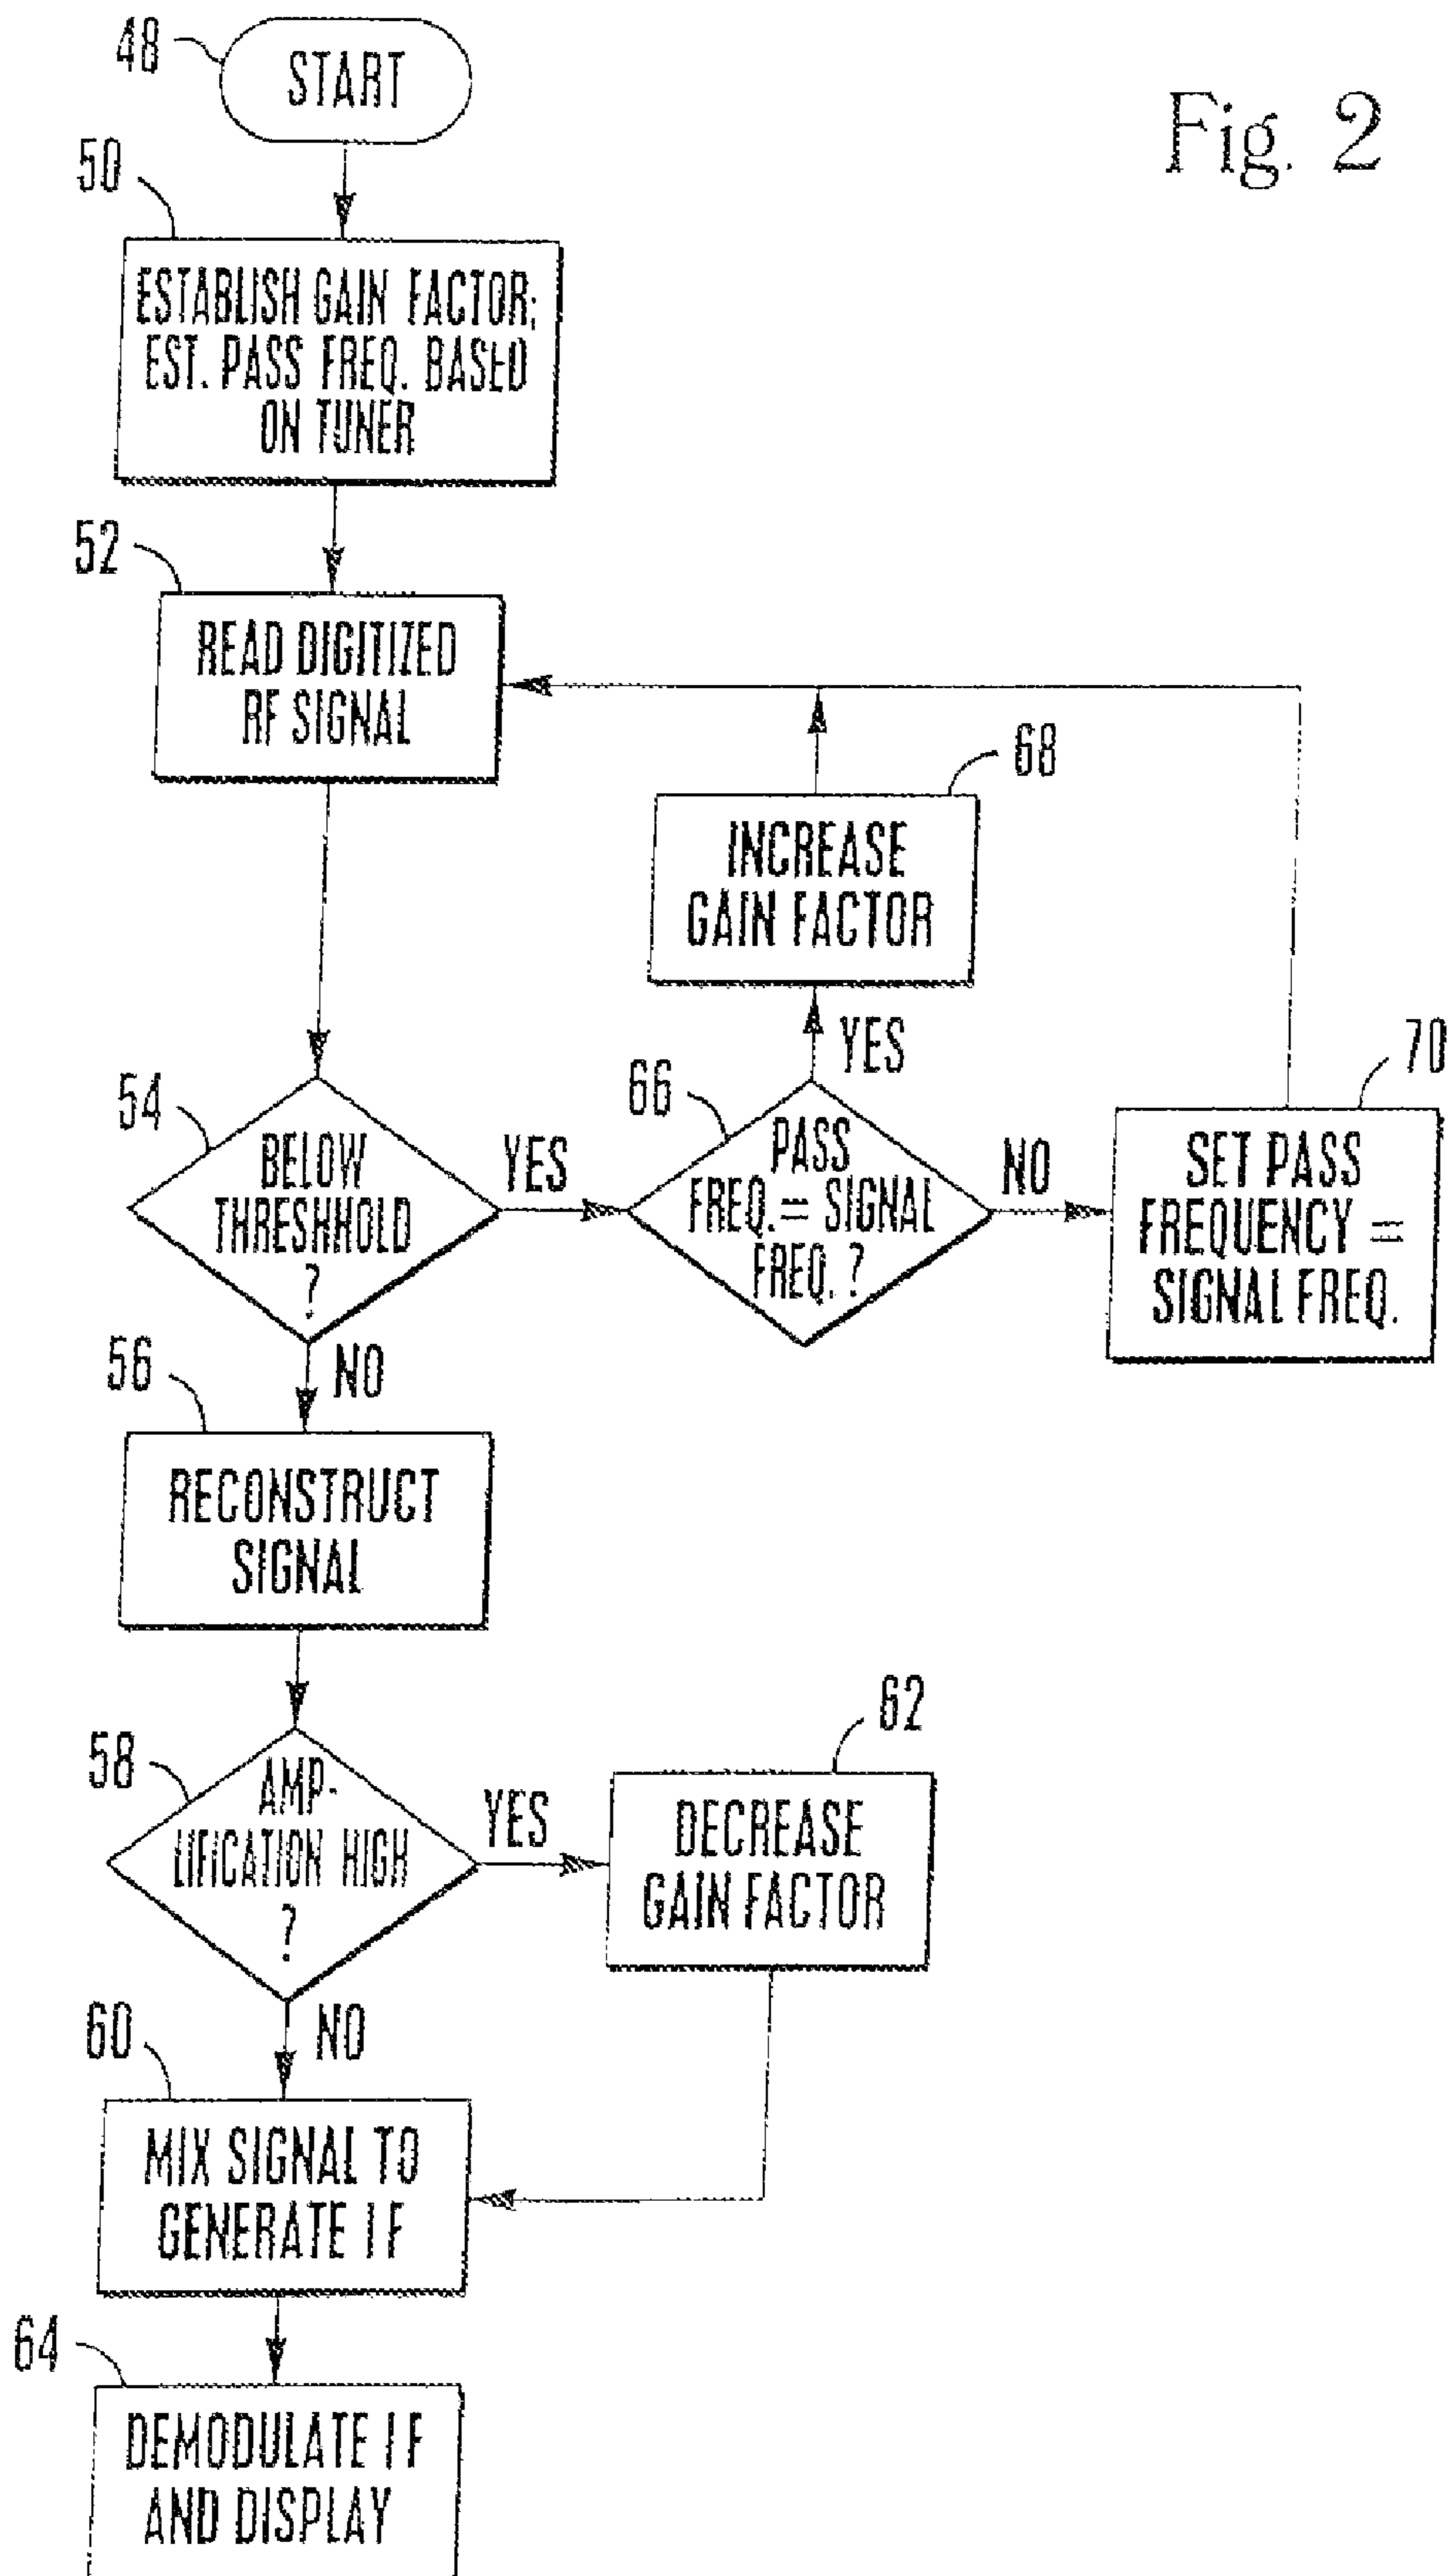 Fig. 2
48
START
50
ESTABLISH GAIN FACTOR;
EST. PASS FREQ. BASED
ON TUNER
52
READ DIGITIZED
RF SIGNAL
68
INCREASE
GAIN FACTOR
YES
54
BELOW
THRESHHOLD
?
YES
66
PASS
FREQ. = SIGNAL
FREQ. ?
NO
70
SET PASS
FREQUENCY =
SIGNAL FREQ.
NO
56
RECONSTRUCT
SIGNAL
58
AMP-
LIFICATION HIGH
?
YES
62
DECREASE
GAIN FACTOR
NO
60
MIX SIGNAL TO
GENERATE IF
64
DEMODULATE IF
AND DISPLAY